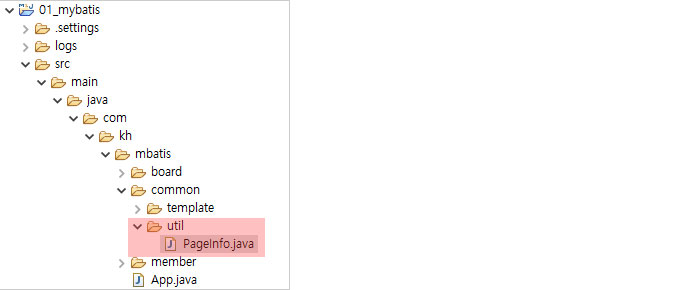 01_mybatis
.settings
logs
src
main
java
com
kh
mbatis
board
common
template
util
PageInfo.java
member
App.java